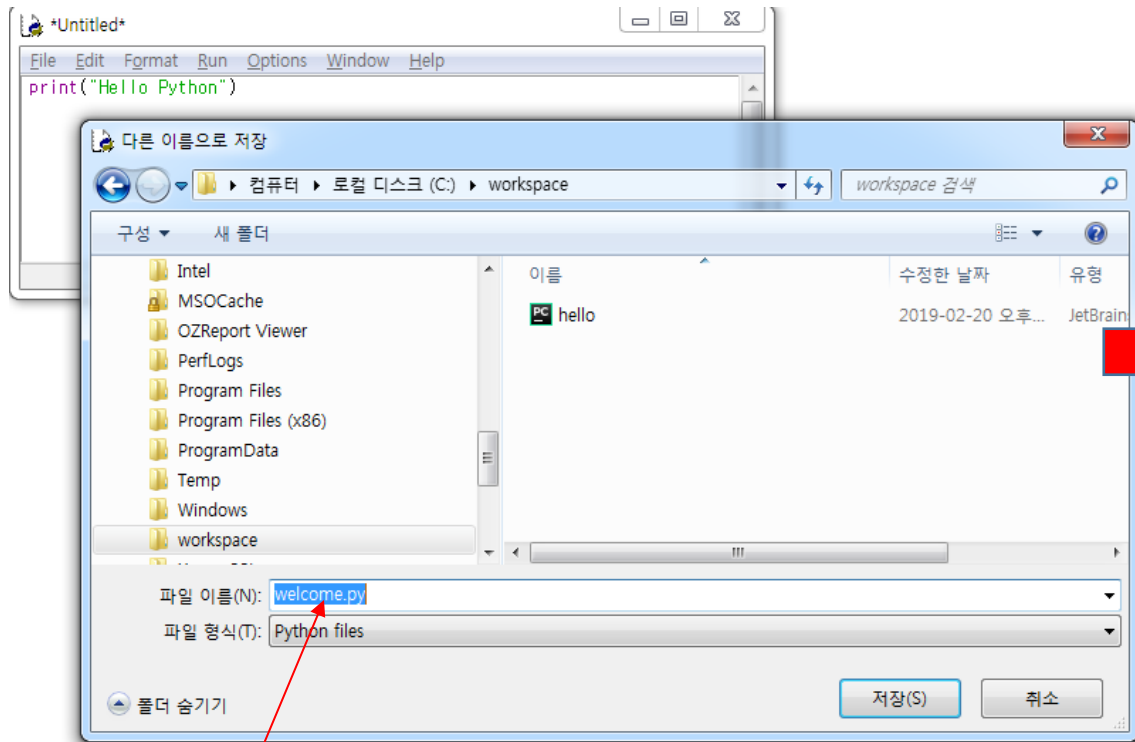 *Untitled*
File Edit Format Run Options Window Help
print("Hello Python")
다른 이름으로 저장
컴퓨터 ▸ 로컬 디스크 (C:) ▸ workspace
workspace 검색
구성 새 폴더
Intel
MSOCache
OZReport Viewer
PerfLogs
Program Files
Program Files (x86)
ProgramData
Temp
Windows
workspace
이름 수정한 날짜 유형
PC hello 2019-02-20 오후... JetBrain
파일 이름(N): welcome.py
파일 형식(T): Python files
폴더 숨기기
저장(S) 취소